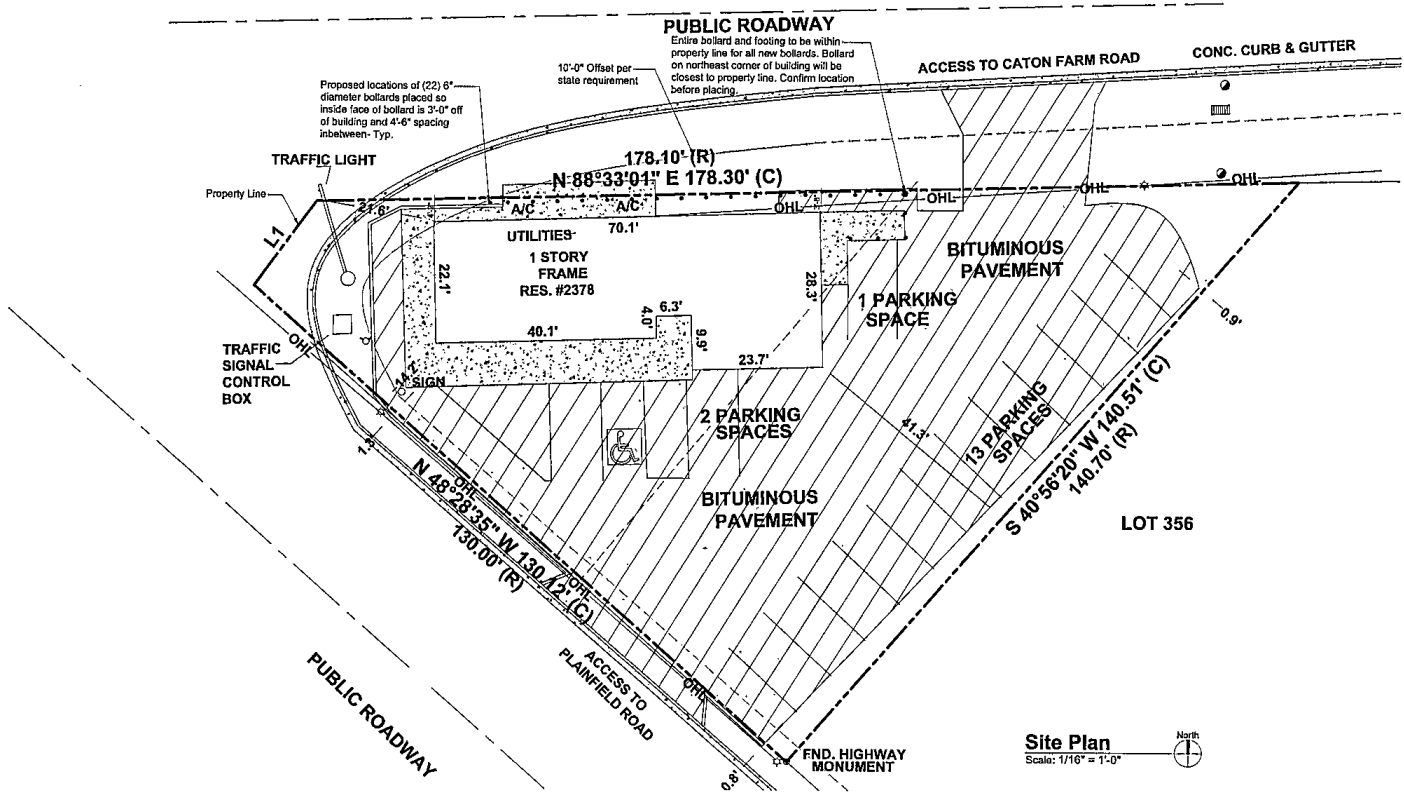 PUBLIC ROADWAY
Entire bollard and footing to be within
property line for all new bollards. Bollard
on northeast corner of building will be
closest to property line. Confirm location
before placing.
10'-0" Offset per
state requirement
ACCESS TO CATON FARM ROAD
CONC. CURB & GUTTER
Proposed locations of (22) 6"
diameter bollards placed so
inside face of bollard is 3'-0" off
of building and 4'-6" spacing
inbetween- Typ.
TRAFFIC LIGHT
178.10' (R)
N 88°33'01" E 178.30' (C)
Property Line
L1
21.6'
A/C
A/C
OHL
OHL
OHL
OHL
UTILITIES
70.1'
1 STORY
FRAME
RES. #2378
22.1'
28.3'
BITUMINOUS
PAVEMENT
1 PARKING
SPACE
6.3'
4.0'
40.1'
9.9'
23.7'
0.9'
OHL
TRAFFIC
SIGNAL
CONTROL
BOX
SIGN
2 PARKING
SPACES
41.3'
13 PARKING
SPACES
S 40°56'20" W 140.51' (C)
140.70' (R)
OHL
N 48°28'35" W 130.12' (C)
130.00' (R)
BITUMINOUS
PAVEMENT
LOT 356
OHL
OHL
ACCESS TO
PLAINFIELD ROAD
PUBLIC ROADWAY
FND. HIGHWAY
MONUMENT
0.8'
Site Plan
Scale: 1/16" = 1'-0"
North